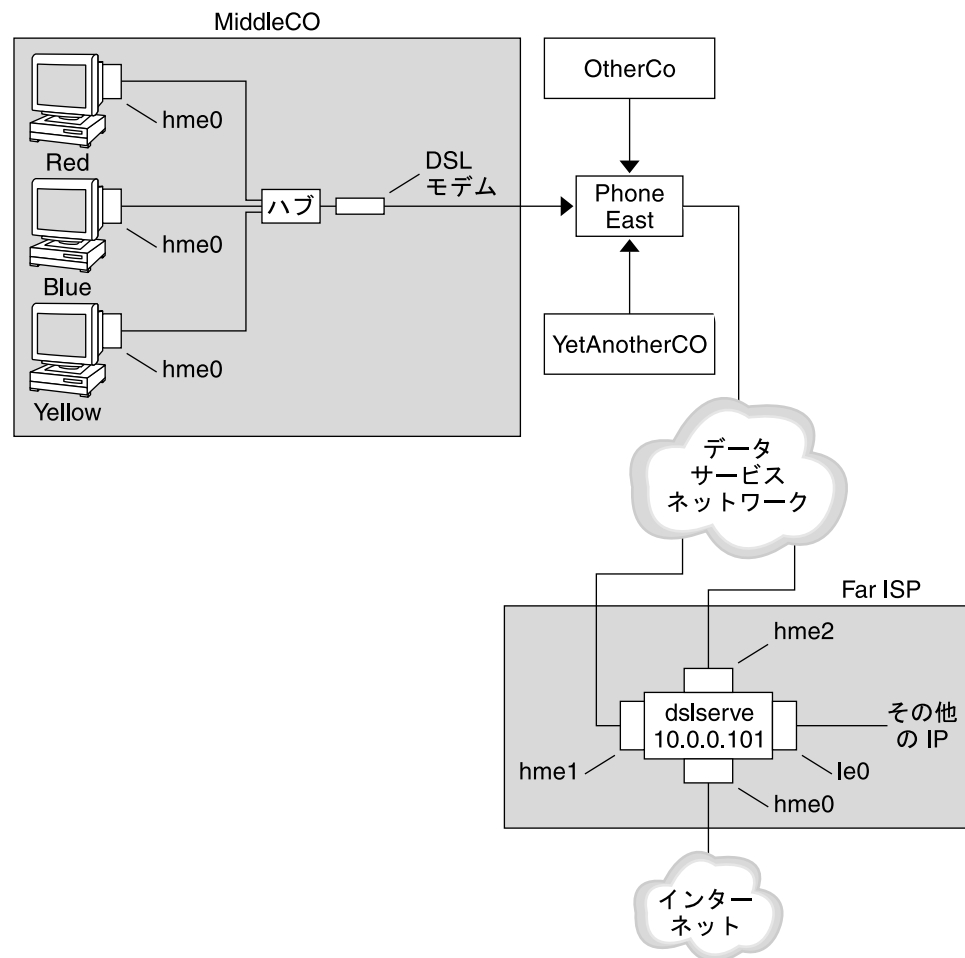 MiddleCO
hme0
Red
hme0
Blue
hme0
Yellow
ハブ
DSL
モデム
OtherCo
Phone
East
YetAnotherCO
データ
サービス
ネットワーク
Far ISP
hme2
dslserve
10.0.0.101
その他
の IP
hme1
le0
hme0
インター
ネット